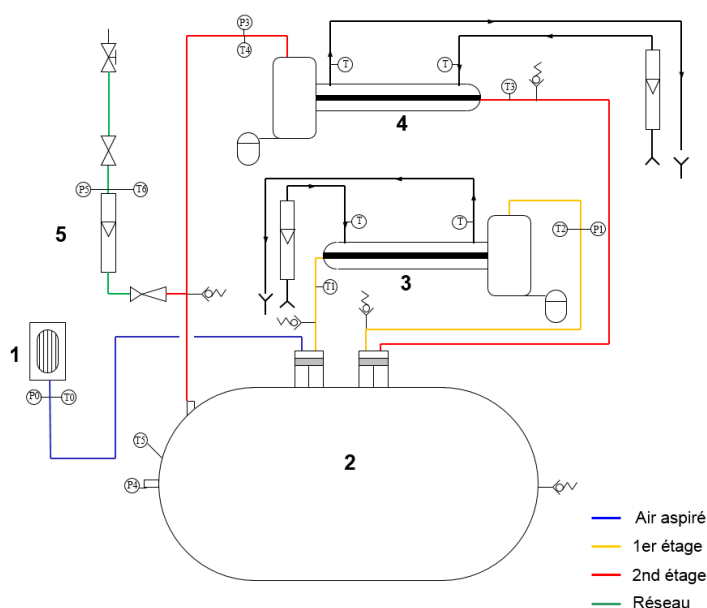 P3
T4
T
T
T3
4
P5
T6
5
T
T
T2
P1
3
T1
1
P0
T0
T5
2
P4
Air aspiré
1er étage
2nd étage
Réseau